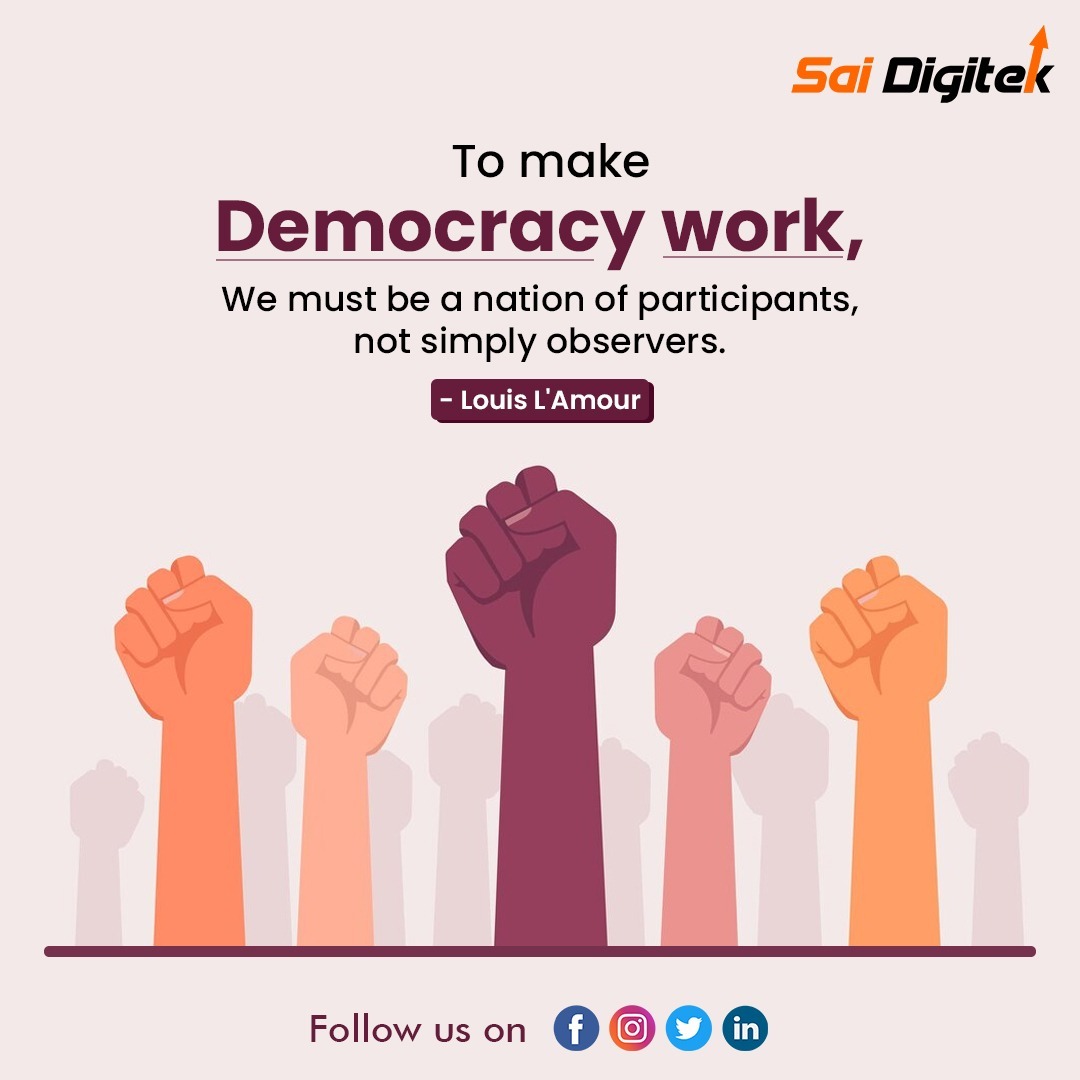 Sai Digitek
To make
Democracy work,
We must be a nation of participants,
not simply observers.
- Louis L'Amour
Follow us on